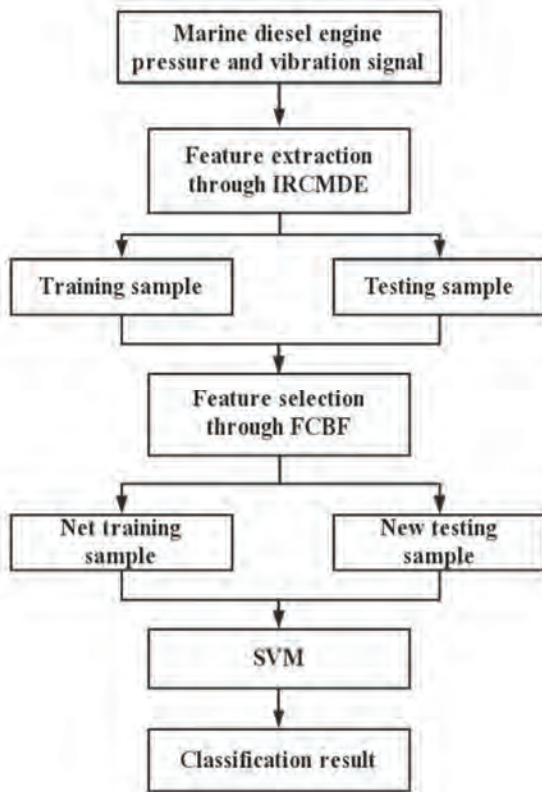 Marine diesel engine
pressure and vibration signal
Feature extraction
through IRCMDE
Training sample
Testing sample
Feature selection
through FCBF
Net training
sample
New testing
sample
SVM
Classification result